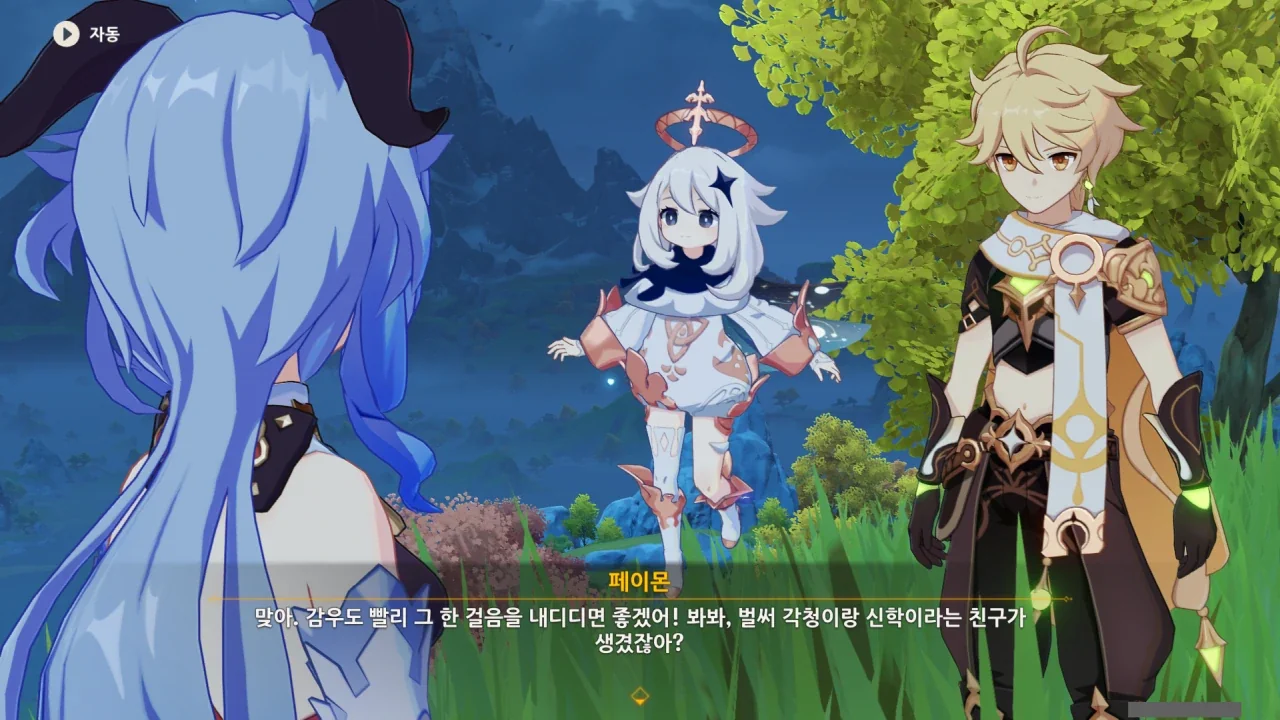 자동
페이몬
맞아. 감우도 빨리 그 한 걸음을 내디디면 좋겠어! 봐봐, 벌써 각청이랑 신학이라는 친구가
생겼잖아?